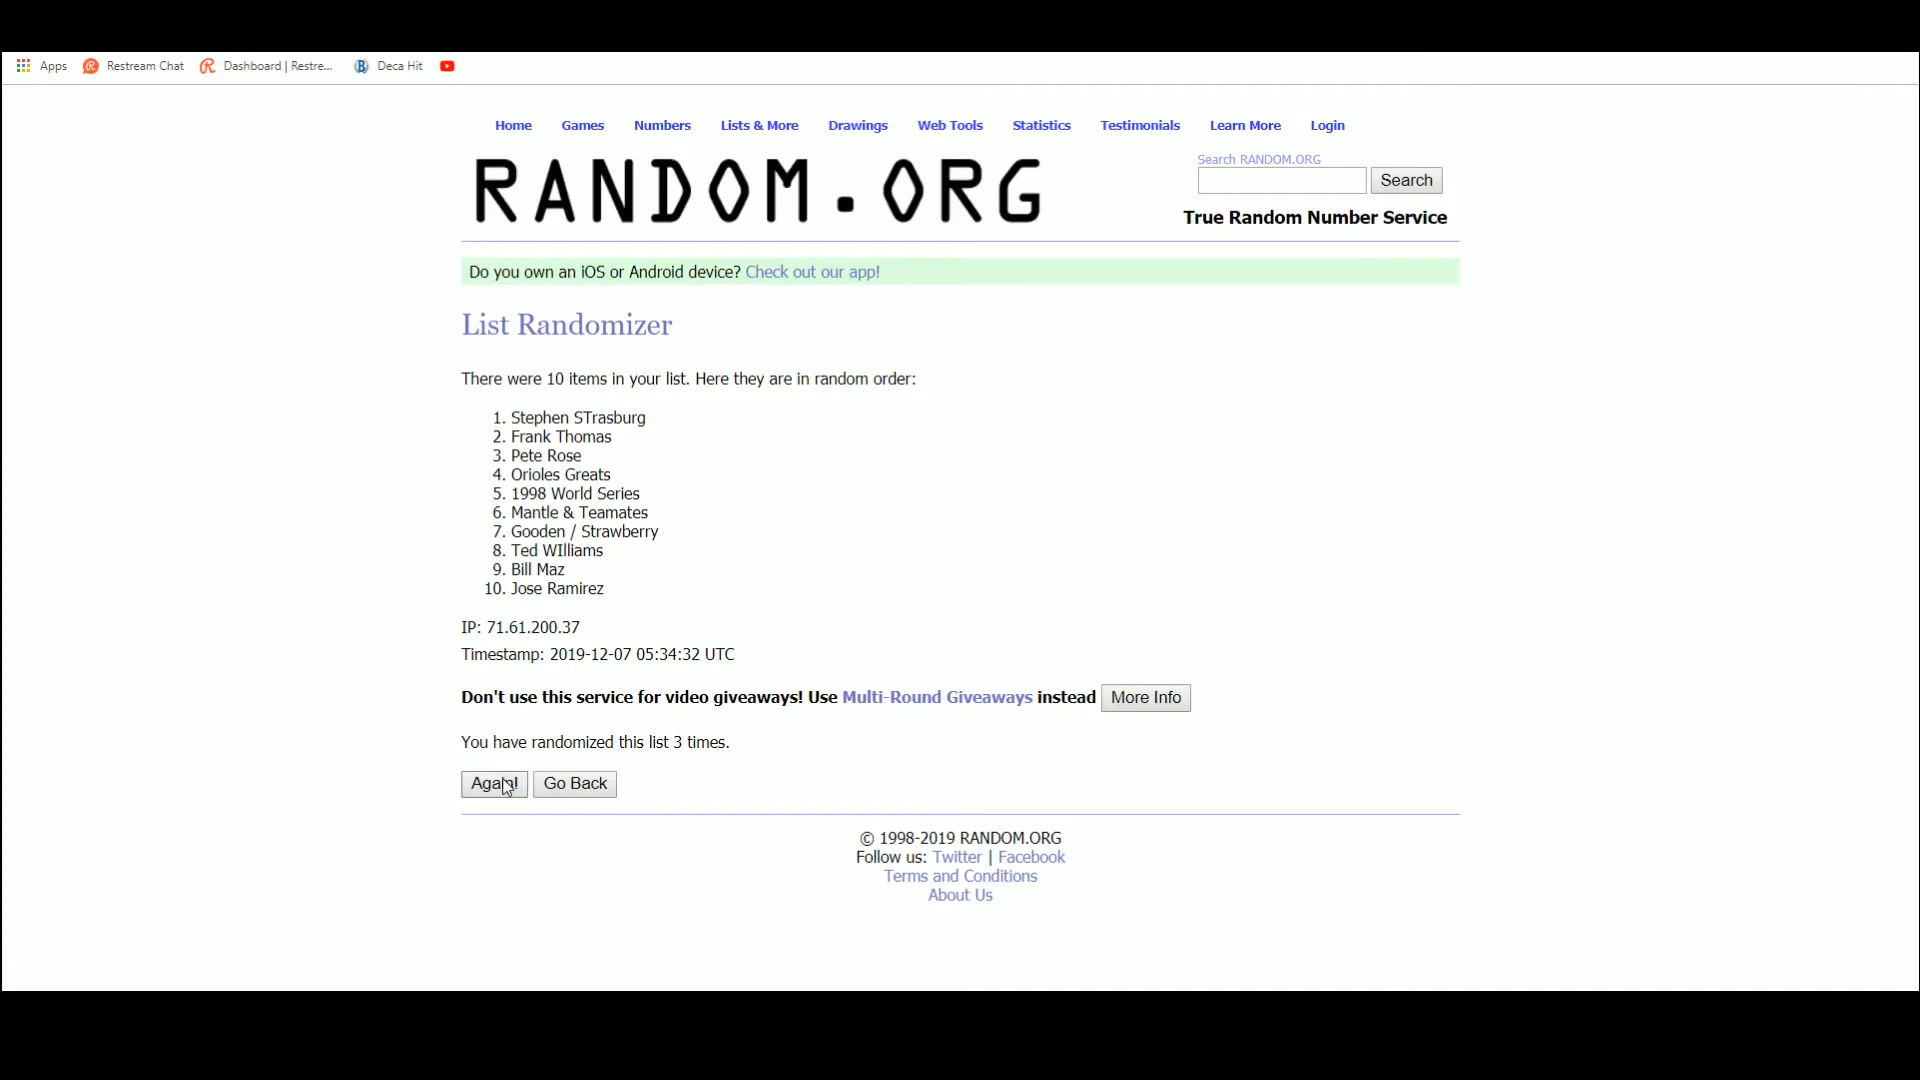 Apps Restream Chat Dashboard | Restre... Deca Hit
Home Games Numbers Lists & More Drawings Web Tools Statistics Testimonials Learn More Login
RANDOM.ORG
Search RANDOM.ORG
Search
True Random Number Service
Do you own an iOS or Android device? Check out our app!
List Randomizer
There were 10 items in your list. Here they are in random order:
1. Stephen STrasburg
2. Frank Thomas
3. Pete Rose
4. Orioles Greats
5. 1998 World Series
6. Mantle & Teamates
7. Gooden / Strawberry
8. Ted WIlliams
9. Bill Maz
10. Jose Ramirez
IP: 71.61.200.37
Timestamp: 2019-12-07 05:34:32 UTC
Don't use this service for video giveaways! Use Multi-Round Giveaways instead More Info
You have randomized this list 3 times.
Again! Go Back
© 1998-2019 RANDOM.ORG
Follow us: Twitter | Facebook
Terms and Conditions
About Us